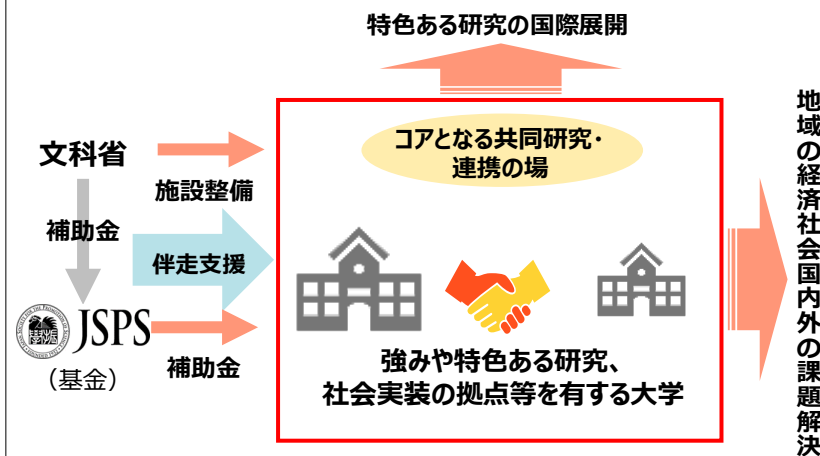 特色ある研究の国際展開
コアとなる共同研究・
連携の場
文科省
施設整備
補助金
伴走支援
JSPS
(基金)
補助金
強みや特色ある研究、
社会実装の拠点等を有する大学
地域の経済社会国内外の課題解決